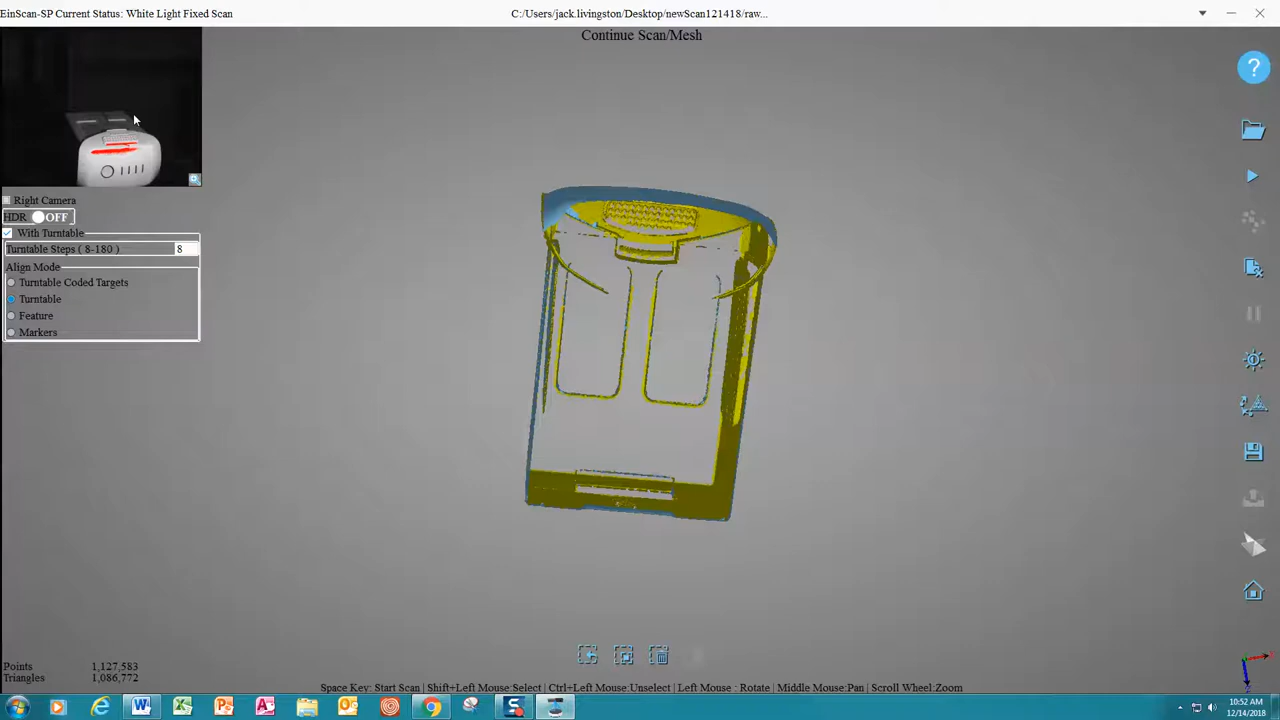 EinScan-SP Current Status: White Light Fixed Scan
C:/Users/jack.livingston/Desktop/newScan121418/raw...
Continue Scan/Mesh
Right Camera
HDR OFF
With Turntable
Turntable Steps ( 8-180 ) 8
Align Mode
Turntable Coded Targets
Turntable
Feature
Markers
Points 1,127,583
Triangles 1,086,772
Space Key: Start Scan | Shift+Left Mouse:Select | Ctrl+Left Mouse:Unselect | Left Mouse : Rotate | Middle Mouse:Pan | Scroll Wheel:Zoom
10:52 AM
12/14/2018